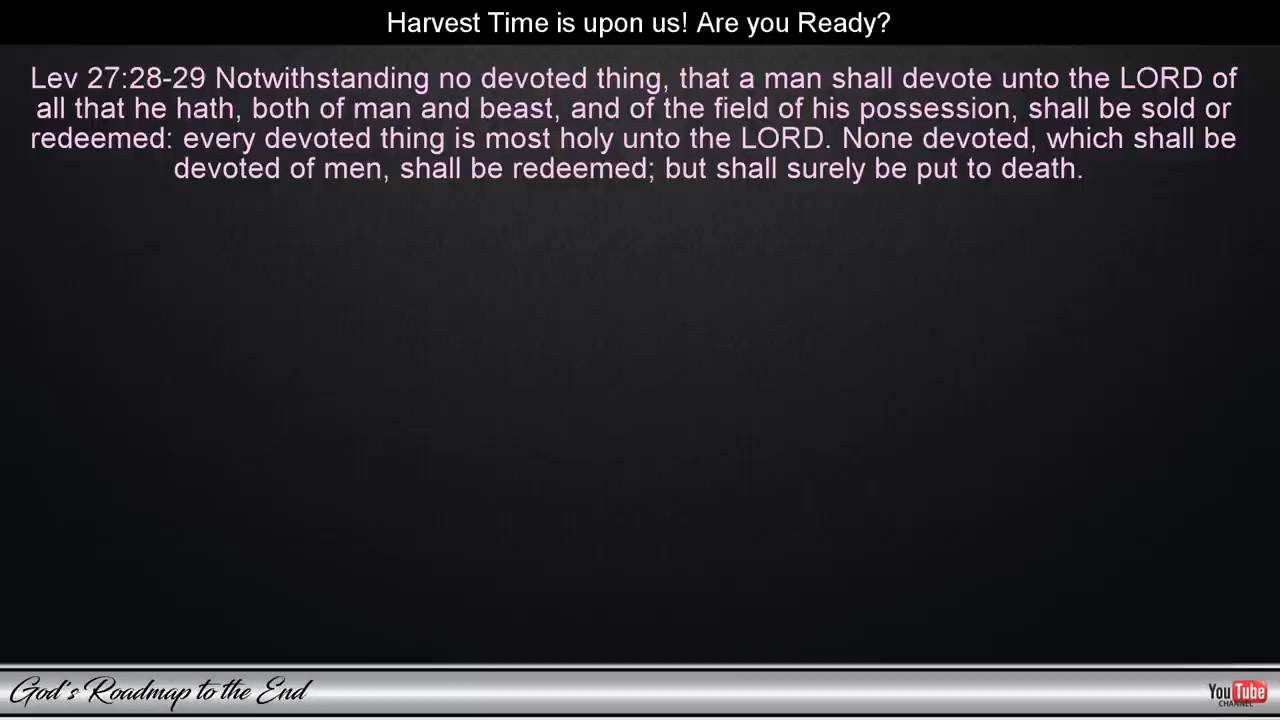 Harvest Time is upon us! Are you Ready?
Lev 27:28-29 Notwithstanding no devoted thing, that a man shall devote unto the LORD of
all that he hath, both of man and beast, and of the field of his possession, shall be sold or
redeemed: every devoted thing is most holy unto the LORD. None devoted, which shall be
devoted of men, shall be redeemed; but shall surely be put to death.
God's Roadmap to the End
YouTube
CHANNEL